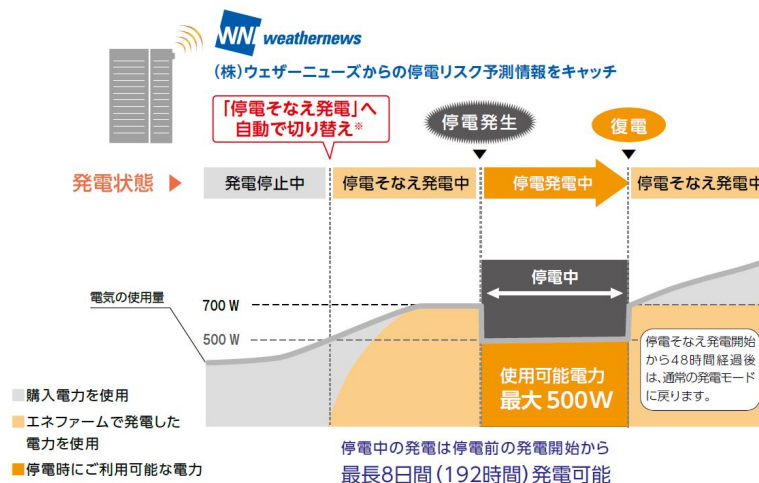 WNI weathernews
(株)ウェザーニューズからの停電リスク予測情報をキャッチ
「停電そなえ発電」へ
自動で切り替え※
停電発生
復電
発電状態 ▶
発電停止中
停電そなえ発電中
停電発電中
停電そなえ発電中
電気の使用量
700 W
500 W
停電中
使用可能電力
最大 500W
停電そなえ発電開始
から48時間経過後
は、通常の発電モード
に戻ります。
購入電力を使用
エネファームで発電した
電力を使用
停電時にご利用可能な電力
停電中の発電は停電前の発電開始から
最長8日間(192時間)発電可能